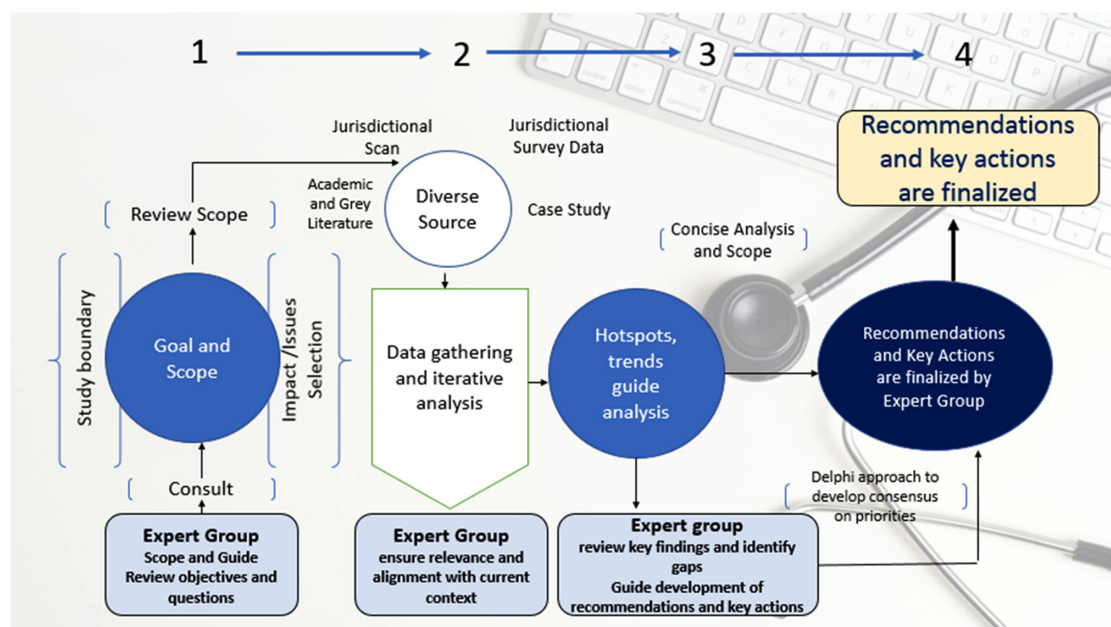 1
2
3
4
Jurisdictional
Scan
Jurisdictional
Survey Data
Academic
and Grey
Literature
Diverse
Source
Case Study
Review Scope
Study boundary
Goal and
Scope
Impact /Issues
Selection
Consult
Expert Group
Scope and Guide
Review objectives and
questions
Data gathering
and iterative
analysis
Expert Group
ensure relevance and
alignment with current
context
Concise Analysis
and Scope
Hotspots,
trends
guide
analysis
Expert group
review key findings and identify
gaps
Guide development of
recommendations and key actions
Recommendations
and key actions
are finalized
Recommendations
and Key Actions
are finalized by
Expert Group
Delphi approach to
develop consensus
on priorities
control
option
command